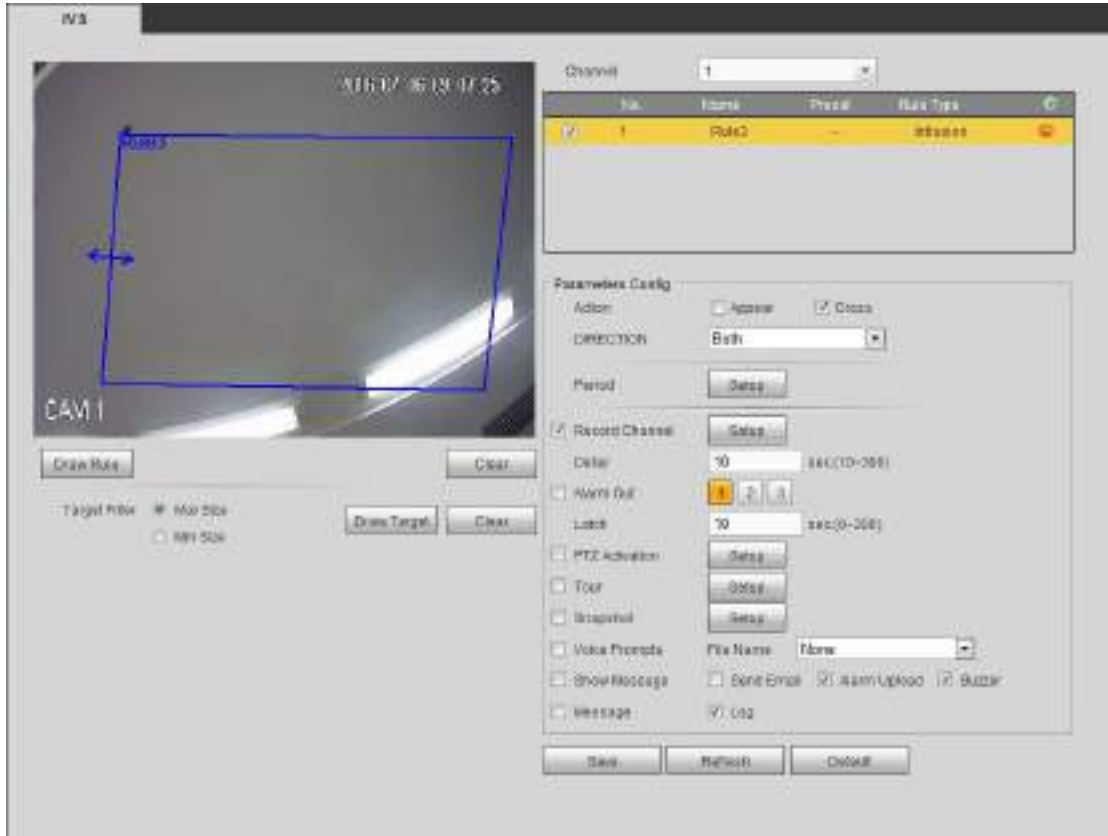 IVS
Channel 1
No. Name Preset Rule Type
1 Rule3 -- Intrusion
Rule3
CAM 1
Draw Rule Clear
Target Filter Max Size
Min Size
Draw Target Clear
Parameters Config
Action Appear Cross
DIRECTION Both
Period Setup
Record Channel Setup
Delay 10 sec.(10~300)
Alarm Out 1 2 3
Latch 10 sec.(0~300)
PTZ Activation Setup
Tour Setup
Snapshot Setup
Voice Prompts File Name None
Show Message Send Email Alarm Upload Buzzer
Message Log
Save Refresh Default